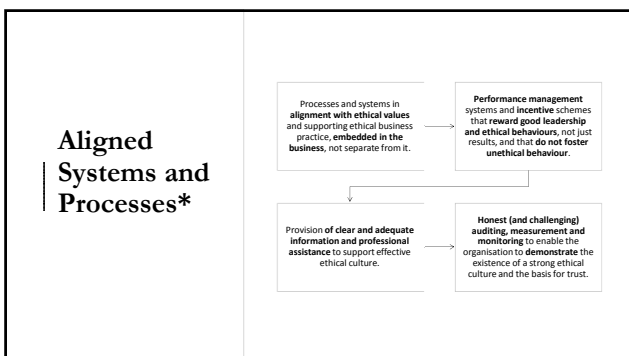 Aligned
Systems and
Processes*
Processes and systems in
alignment with ethical values
and supporting ethical business
practice, embedded in the
business, not separate from it.
Performance management
systems and incentive schemes
that reward good leadership
and ethical behaviours, not just
results, and that do not foster
unethical behaviour.
Provision of clear and adequate
information and professional
assistance to support effective
ethical culture.
Honest (and challenging)
auditing, measurement and
monitoring to enable the
organisation to demonstrate the
existence of a strong ethical
culture and the basis for trust.